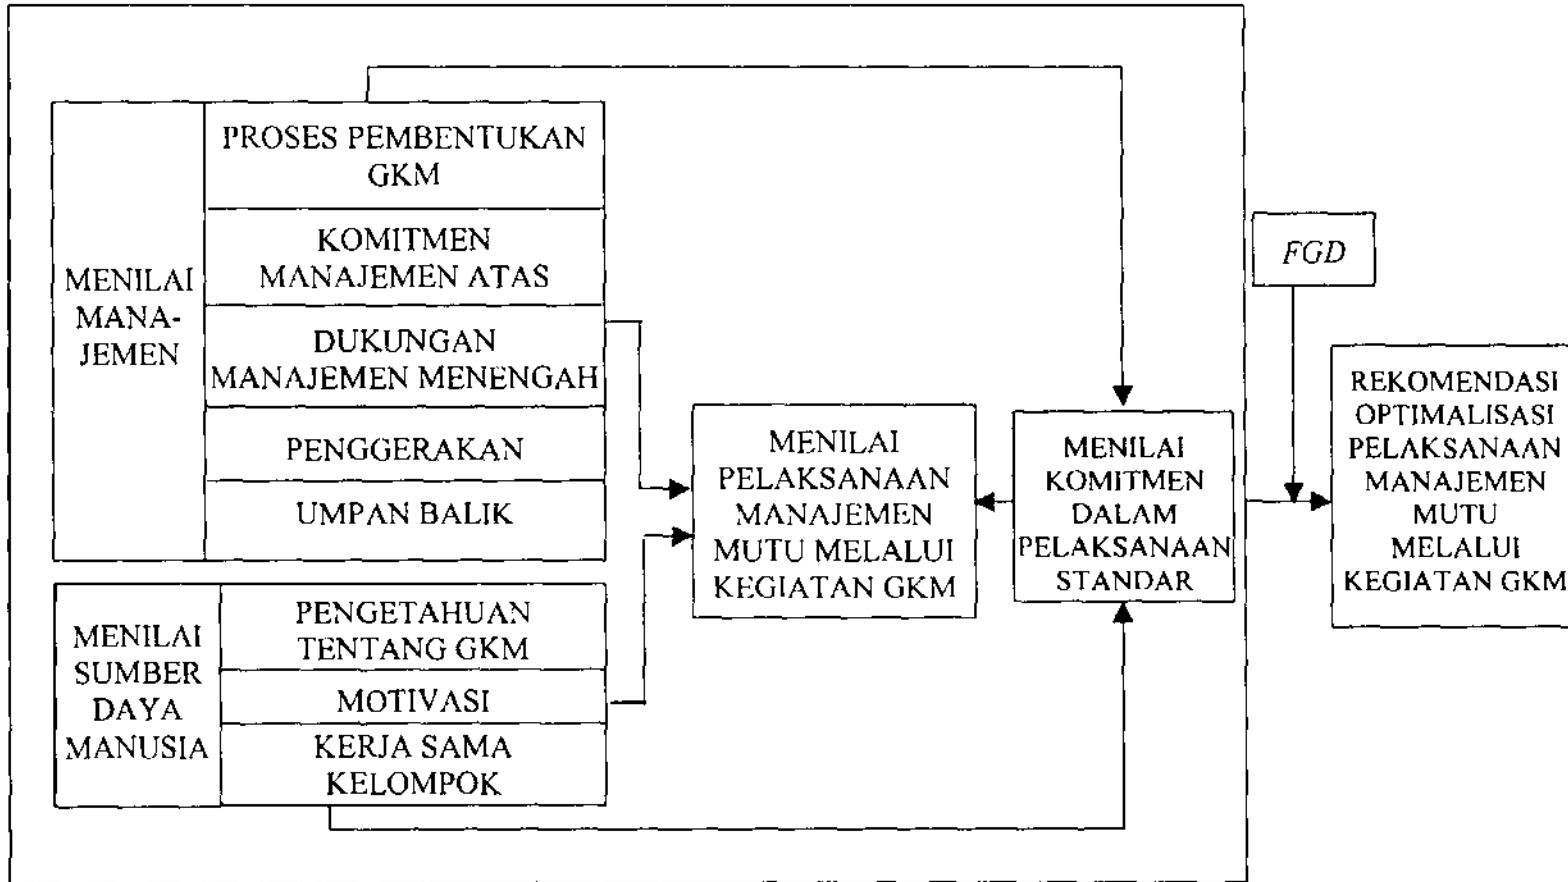 MENILAI
MANA-
JEMEN
PROSES PEMBENTUKAN
GKM
KOMITMEN
MANAJEMEN ATAS
DUKUNGAN
MANAJEMEN MENENGAH
PENGGERAKAN
UMPAN BALIK
MENILAI
SUMBER
DAYA
MANUSIA
PENGETAHUAN
TENTANG GKM
MOTIVASI
KERJA SAMA
KELOMPOK
MENILAI
PELAKSANAAN
MANAJEMEN
MUTU MELALUI
KEGIATAN GKM
MENILAI
KOMITMEN
DALAM
PELAKSANAAN
STANDAR
FGD
REKOMENDASI
OPTIMALISASI
PELAKSANAAN
MANAJEMEN
MUTU
MELALUI
KEGIATAN GKM